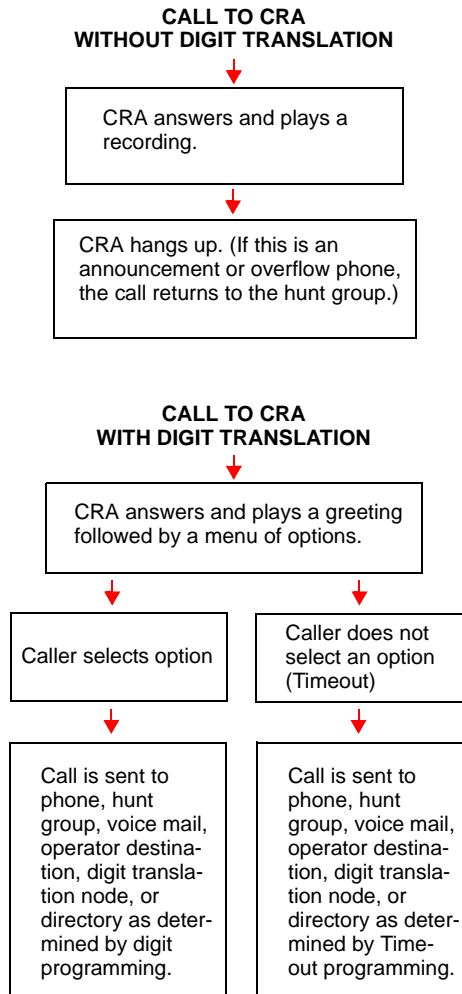 CALL TO CRA
WITHOUT DIGIT TRANSLATION
CRA answers and plays a
recording.
CRA hangs up. (If this is an
announcement or overflow phone,
the call returns to the hunt group.)
CALL TO CRA
WITH DIGIT TRANSLATION
CRA answers and plays a greeting
followed by a menu of options.
Caller selects option
Caller does not
select an option
(Timeout)
Call is sent to
phone, hunt
group, voice mail,
operator destina-
tion, digit transla-
tion node, or
directory as deter-
mined by digit
programming.
Call is sent to
phone, hunt
group, voice mail,
operator destina-
tion, digit transla-
tion node, or
directory as deter-
mined by Time-
out programming.